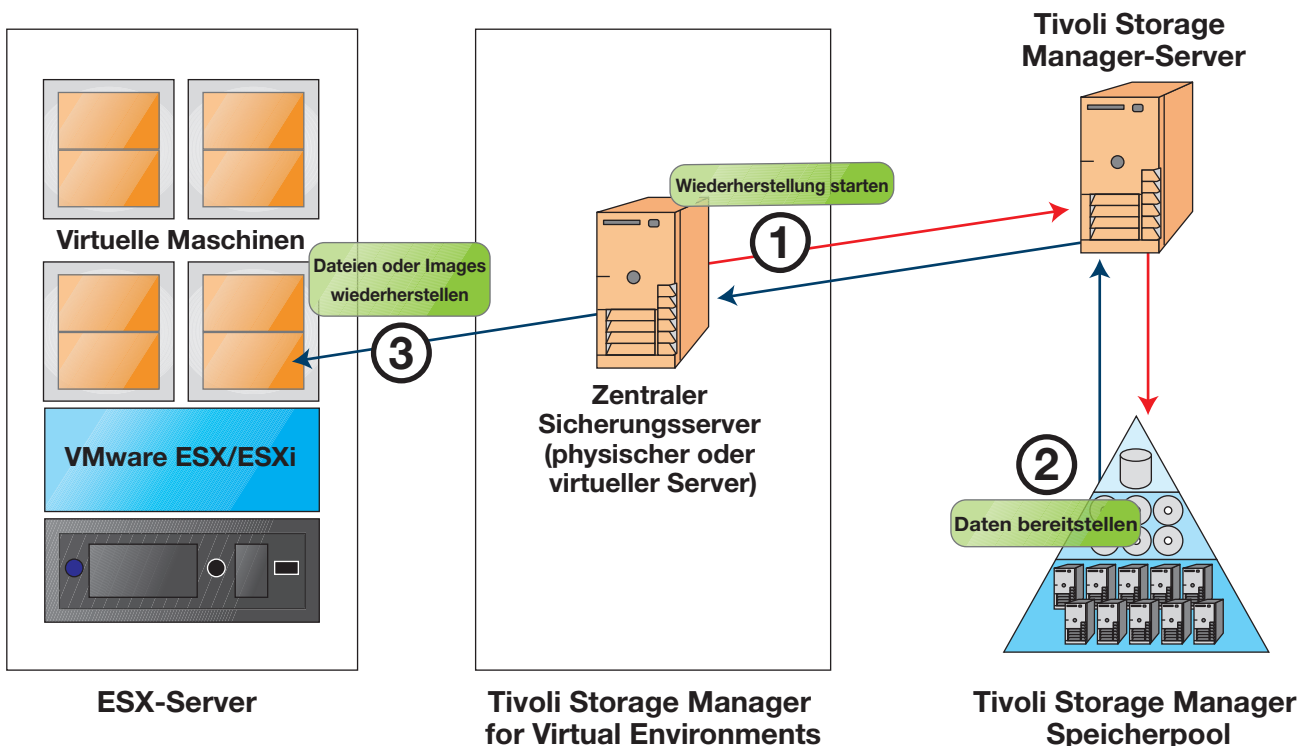 Tivoli Storage
Manager-Server
Wiederherstellung starten
1
Virtuelle Maschinen
Dateien oder Images
wiederherstellen
3
Zentraler
Sicherungsserver
(physischer oder
virtueller Server)
VMware ESX/ESXi
2
Daten bereitstellen
ESX-Server
Tivoli Storage Manager
for Virtual Environments
Tivoli Storage Manager
Speicherpool